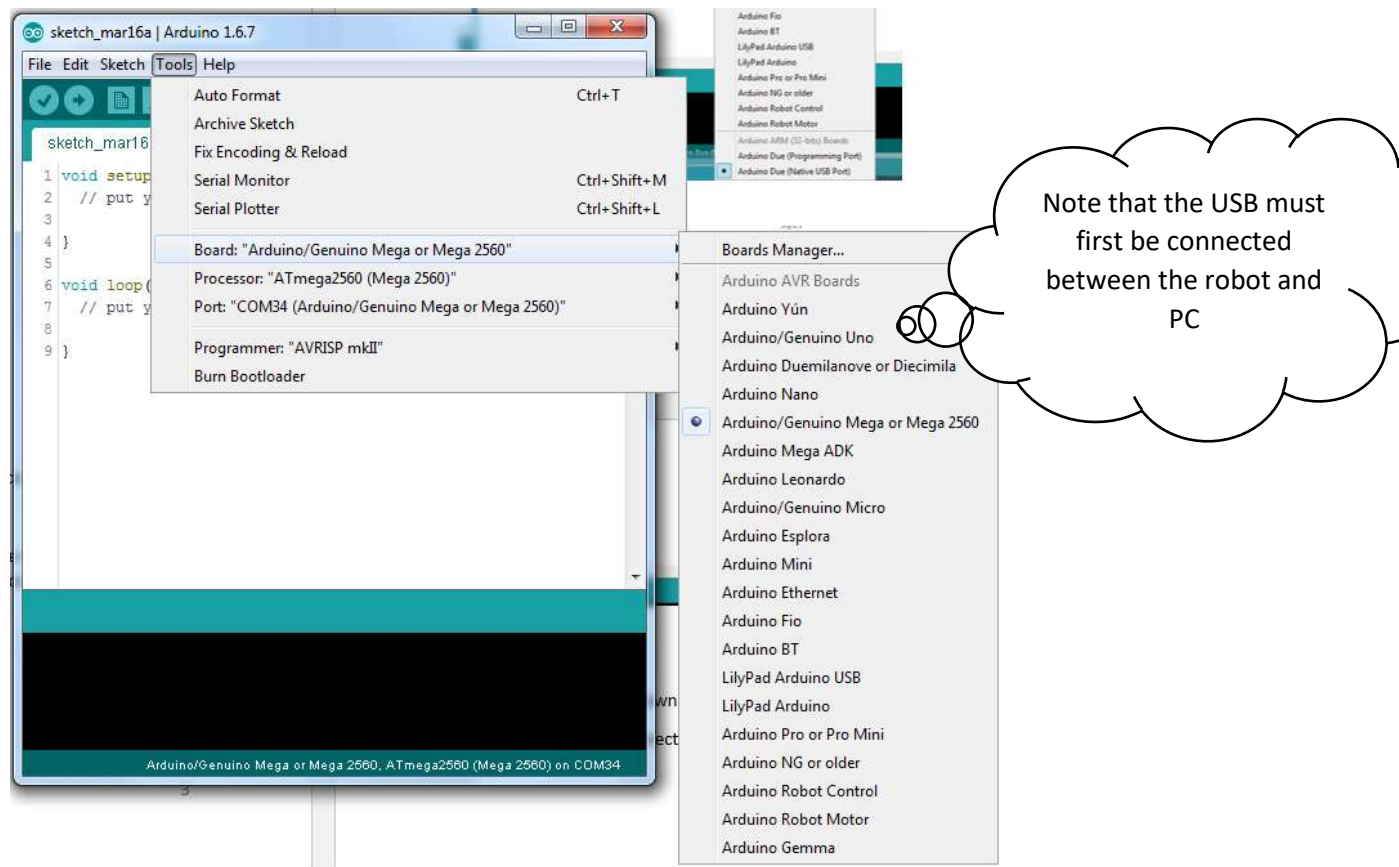 sketch_mar16a | Arduino 1.6.7
File Edit Sketch Tools Help
Auto Format Ctrl+T
Archive Sketch
Fix Encoding & Reload
Serial Monitor Ctrl+Shift+M
Serial Plotter Ctrl+Shift+L
Board: "Arduino/Genuino Mega or Mega 2560"
Processor: "ATmega2560 (Mega 2560)"
Port: "COM34 (Arduino/Genuino Mega or Mega 2560)"
Programmer: "AVRISP mkII"
Burn Bootloader
sketch_mar16
1 void setup
2 // put y
3
4 }
5
6 void loop(
7 // put y
8
9 }
Arduino/Genuino Mega or Mega 2560, ATmega2560 (Mega 2560) on COM34
3
wn
ect
Arduino Fio
Arduino BT
LilyPad Arduino USB
LilyPad Arduino
Arduino Pro or Pro Mini
Arduino NG or older
Arduino Robot Control
Arduino Robot Motor
Arduino ARM (32-bits) Boards
Arduino Due (Programming Port)
Arduino Due (Native USB Port)
Boards Manager...
Arduino AVR Boards
Arduino Yún
Arduino/Genuino Uno
Arduino Duemilanove or Diecimila
Arduino Nano
Arduino/Genuino Mega or Mega 2560
Arduino Mega ADK
Arduino Leonardo
Arduino/Genuino Micro
Arduino Esplora
Arduino Mini
Arduino Ethernet
Arduino Fio
Arduino BT
LilyPad Arduino USB
LilyPad Arduino
Arduino Pro or Pro Mini
Arduino NG or older
Arduino Robot Control
Arduino Robot Motor
Arduino Gemma
Note that the USB must
first be connected
between the robot and
PC